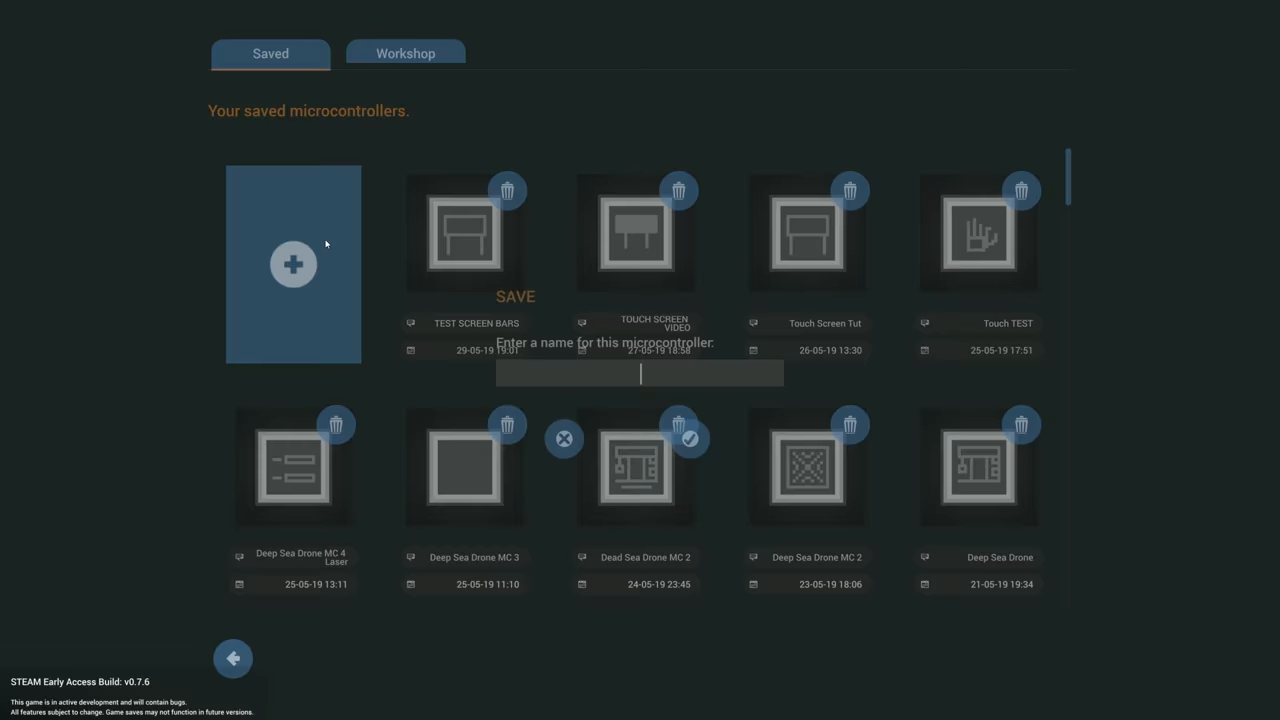 Saved
Workshop
Your saved microcontrollers.
TEST SCREEN BARS
29-05-19 19:01
TOUCH SCREEN
VIDEO
27-05-19 18:58
Touch Screen Tut
26-05-19 13:30
Touch TEST
25-05-19 17:51
SAVE
Enter a name for this microcontroller:
Deep Sea Drone MC 4
Laser
25-05-19 13:11
Deep Sea Drone MC 3
25-05-19 11:10
Dead Sea Drone MC 2
24-05-19 23:45
Deep Sea Drone MC 2
23-05-19 18:06
Deep Sea Drone
21-05-19 19:34
STEAM Early Access Build: v0.7.6
This game is in active development and will contain bugs.
All features subject to change. Game saves may not function in future versions.